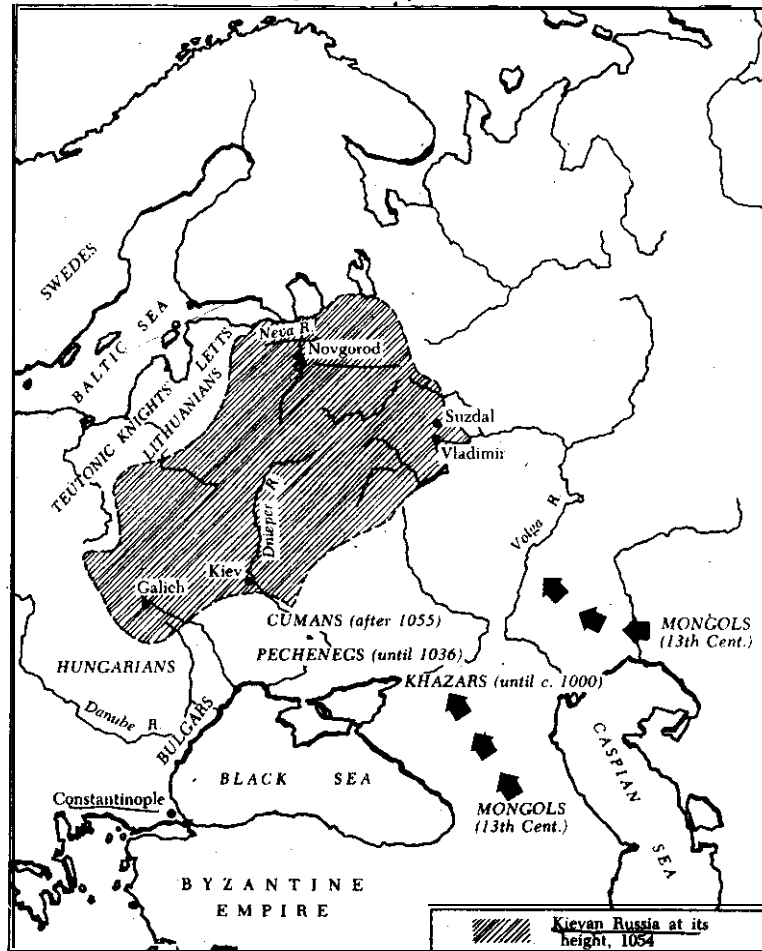 SWEDES
BALTIC SEA
Neva R.
Novgorod
LETTS
TEUTONIC KNIGHTS
LITHUANIANS
Suzdal
Vladimir
Dnieper R.
Volga R.
Kiev
Galich
CUMANS (after 1055)
MONGOLS
(13th Cent.)
PECHENEGS (until 1036)
HUNGARIANS
KHAZARS (until c. 1000)
Danube R.
BULGARS
BLACK SEA
CASPIAN SEA
Constantinople
MONGOLS
(13th Cent.)
BYZANTINE
EMPIRE
Kievan Russia at its
height, 1054